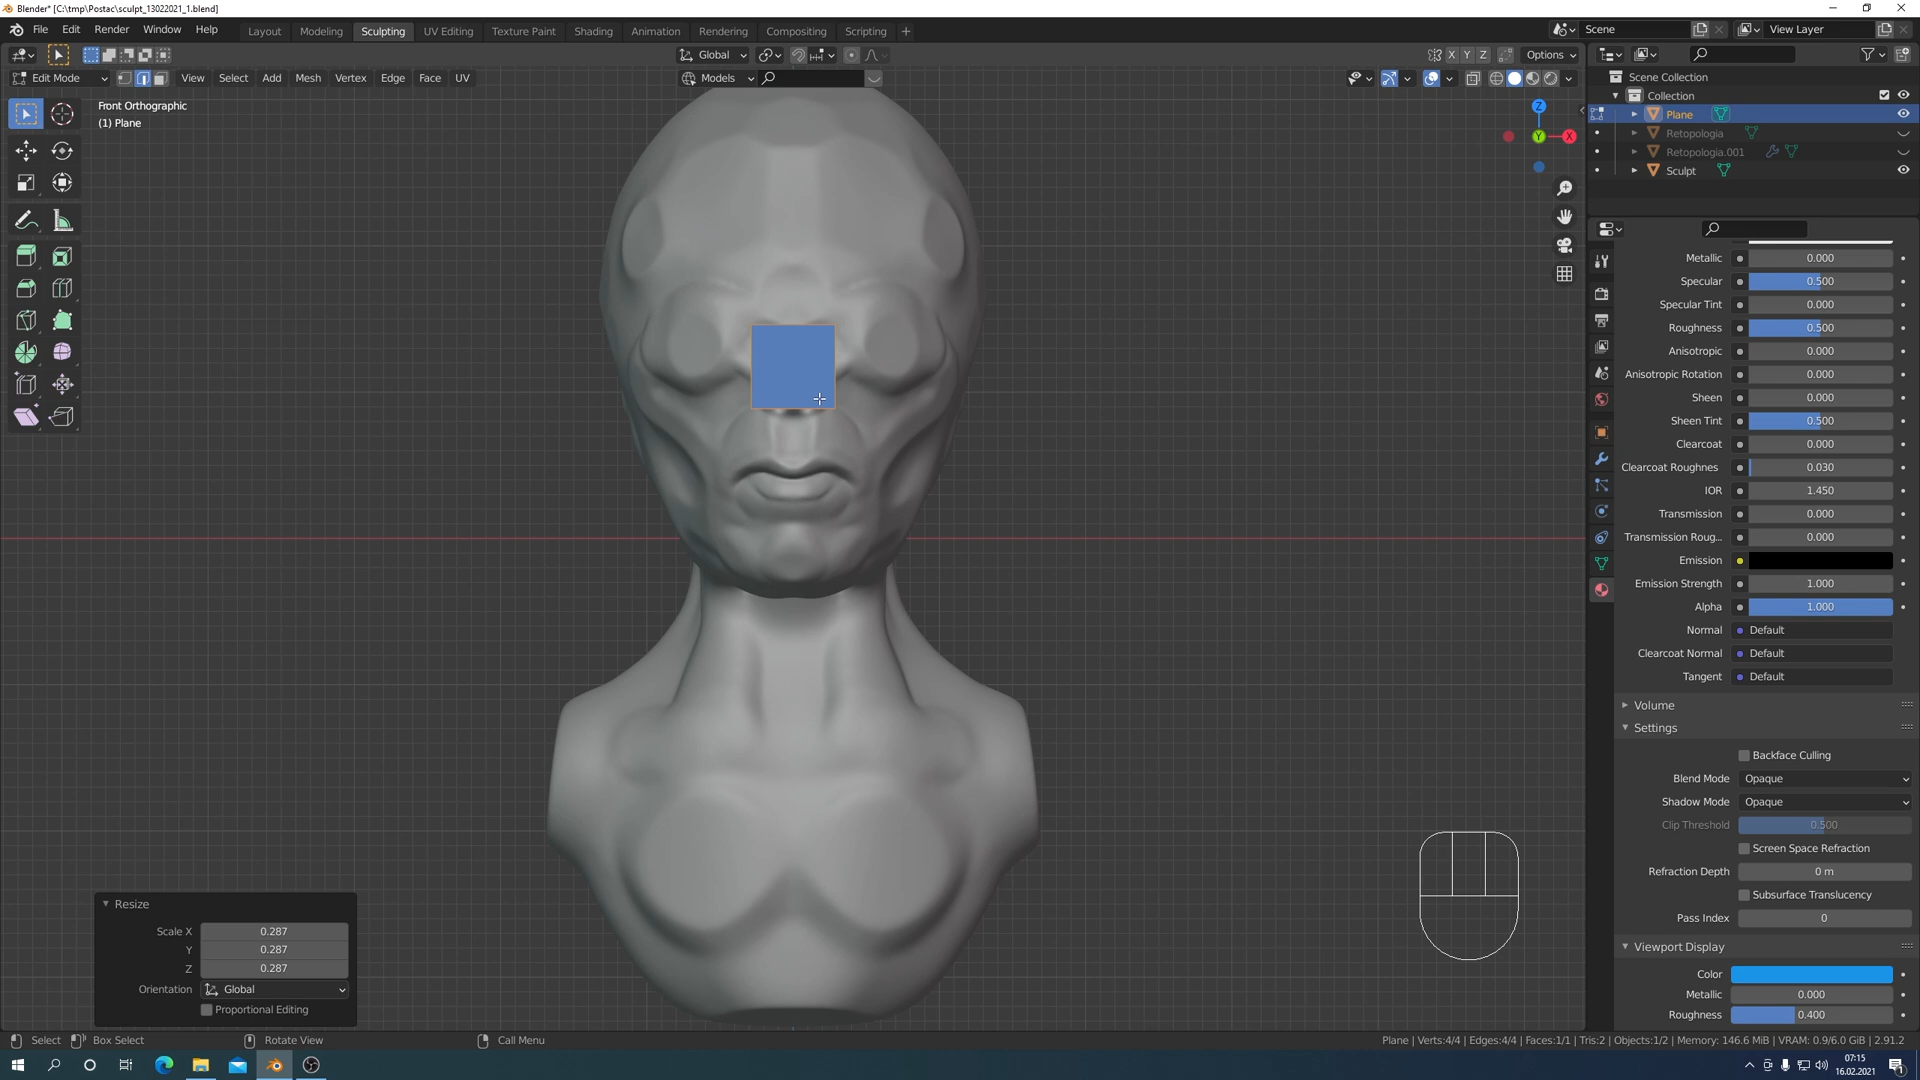 Blender* [C:\tmp\Postac\sculpt_13022021_1.blend]
File Edit Render Window Help Layout Modeling Sculpting UV Editing Texture Paint Shading Animation Rendering Compositing Scripting + Scene View Layer
Global X Y Z Options
Edit Mode View Select Add Mesh Vertex Edge Face UV Models
Front Orthographic
(1) Plane
Z
Y
X
Scene Collection
Collection
Plane
Retopologia
Retopologia.001
Sculpt
Metallic 0.000
Specular 0.500
Specular Tint 0.000
Roughness 0.500
Anisotropic 0.000
Anisotropic Rotation 0.000
Sheen 0.000
Sheen Tint 0.500
Clearcoat 0.000
Clearcoat Roughnes 0.030
IOR 1.450
Transmission 0.000
Transmission Roug... 0.000
Emission
Emission Strength 1.000
Alpha 1.000
Normal Default
Clearcoat Normal Default
Tangent Default
Volume
Settings
Backface Culling
Blend Mode Opaque
Shadow Mode Opaque
Clip Threshold 0.500
Screen Space Refraction
Refraction Depth 0 m
Subsurface Translucency
Pass Index 0
Viewport Display
Color
Metallic 0.000
Roughness 0.400
Resize
Scale X 0.287
Y 0.287
Z 0.287
Orientation Global
Proportional Editing
Select Box Select Rotate View Call Menu Plane | Verts:4/4 | Edges:4/4 | Faces:1/1 | Tris:2 | Objects:1/2 | Memory: 146.6 MiB | VRAM: 0.9/6.0 GiB | 2.91.2
07:15
16.02.2021